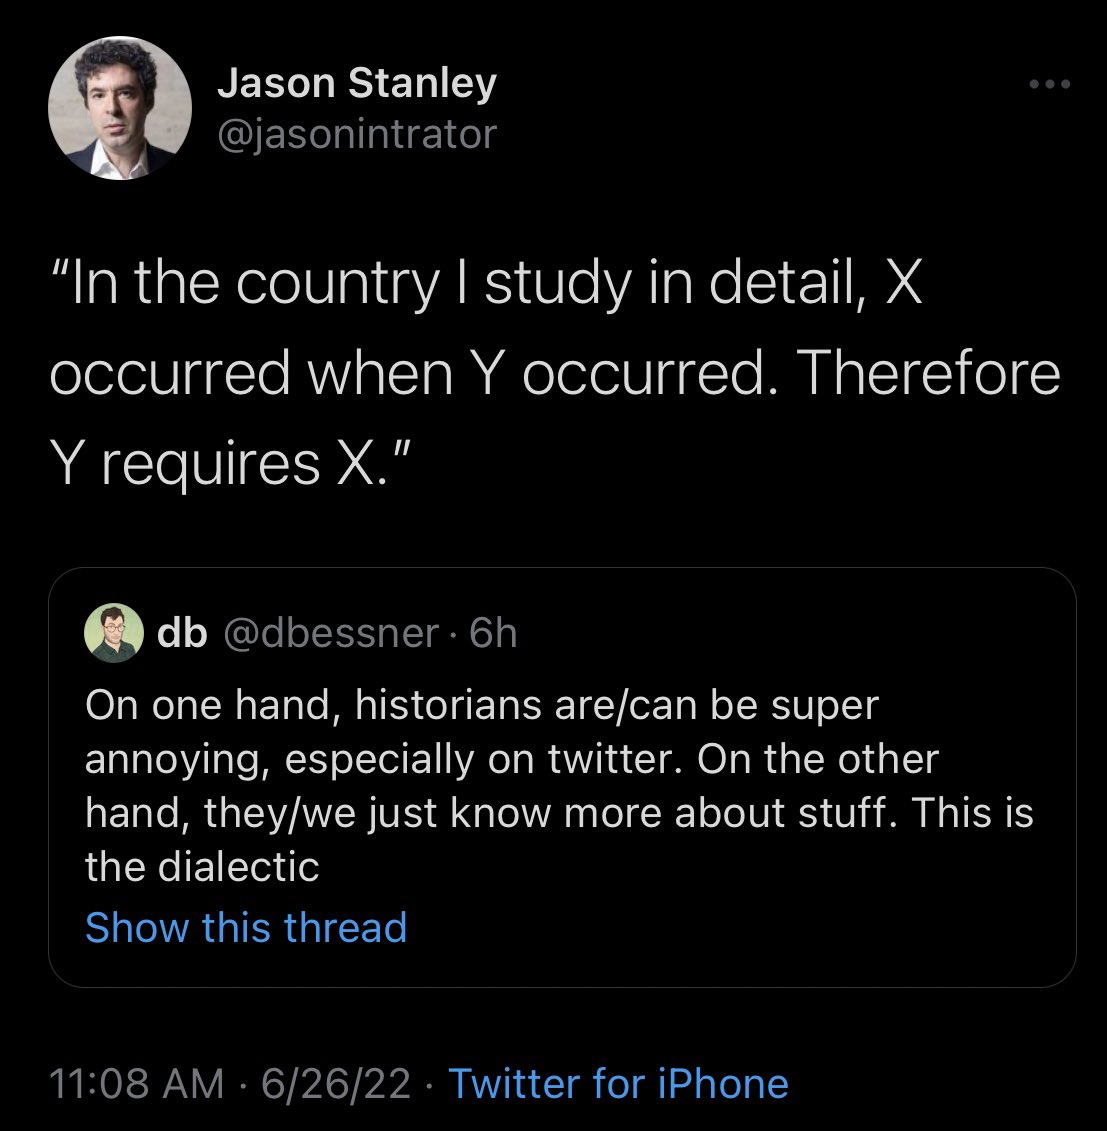 Jason Stanley
@jasonintrator
“In the country I study in detail, X
occurred when Y occurred. Therefore
Y requires X.”
db @dbessner · 6h
On one hand, historians are/can be super
annoying, especially on twitter. On the other
hand, they/we just know more about stuff. This is
the dialectic
Show this thread
11:08 AM · 6/26/22 · Twitter for iPhone